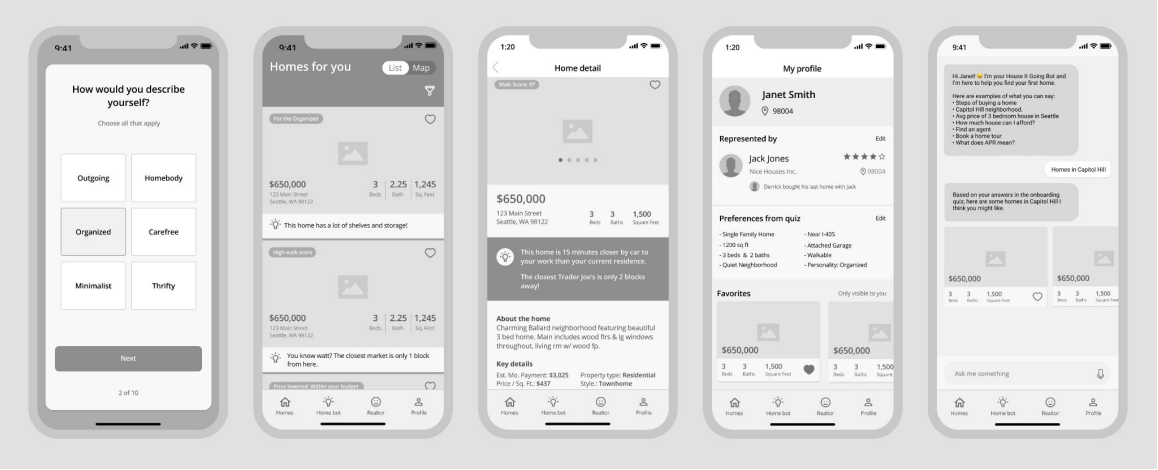 9:41
How would you describe
yourself?
Choose all that apply
Outgoing
Homebody
Organized
Carefree
Minimalist
Thrifty
Next
2 of 10
9:41
Homes for you
List
Map
For the Organized
$650,000
123 Main Street
Seattle, WA 98122
3
Beds
2.25
Bath
1,245
Sq. Feet
This home has a lot of shelves and storage!
High walk score
$650,000
123 Main Street
Seattle, WA 98122
3
Beds
2.25
Bath
1,245
Sq. Feet
You know watt? The closest market is only 1 block
from here.
Price lowered: Within your budget
Homes
Home bot
Realtor
Profile
1:20
Home detail
Walk Score: 87
$650,000
123 Main Street
Seattle, WA 98122
3
Beds
3
Baths
1,500
Square Feet
This home is 15 minutes closer by car to
your work than your current residence.
The closest Trader Joe's is only 2 blocks
away!
About the home
Charming Ballard neighborhood featuring beautiful
3 bed home. Main includes wood flrs & lg windows
throughout, living rm w/ wood fp.
Key details
Est. Mo. Payment: $3,025
Property type: Residential
Price / Sq. Ft.: $437
Style.: Townhome
Homes
Home bot
Realtor
Profile
1:20
My profile
Janet Smith
98004
Represented by
Edit
Jack Jones
Nice Houses Inc.
98004
Derrick bought his last home with Jack
Preferences from quiz
Edit
- Single Family Home
- 1200 sq ft
- 3 beds & 2 baths
- Quiet Neighborhood
- Near I-405
- Attached Garage
- Walkable
- Personality: Organized
Favorites
Only visible to you
$650,000
3
Beds
3
Baths
1,500
Square Feet
$650,000
3
Beds
3
Baths
1,500
Square
Homes
Home bot
Realtor
Profile
9:41
Hi Janet! 😀 I'm your House It Going Bot and
I'm here to help you find your first home.
Here are examples of what you can say:
• Steps of buying a home
• Capitol Hill neighborhood.
• Avg price of 3 bedroom house in Seattle
• How much house can I afford?
• Find an agent
• Book a home tour
• What does APR mean?
Homes in Capitol Hill
Based on your answers in the onboarding
quiz, here are some homes in Capitol Hill I
think you might like.
$650,000
3
Beds
3
Baths
1,500
Square Feet
$650,000
3
Beds
3
Baths
1,500
Square Feet
Ask me something
Homes
Home bot
Realtor
Profile